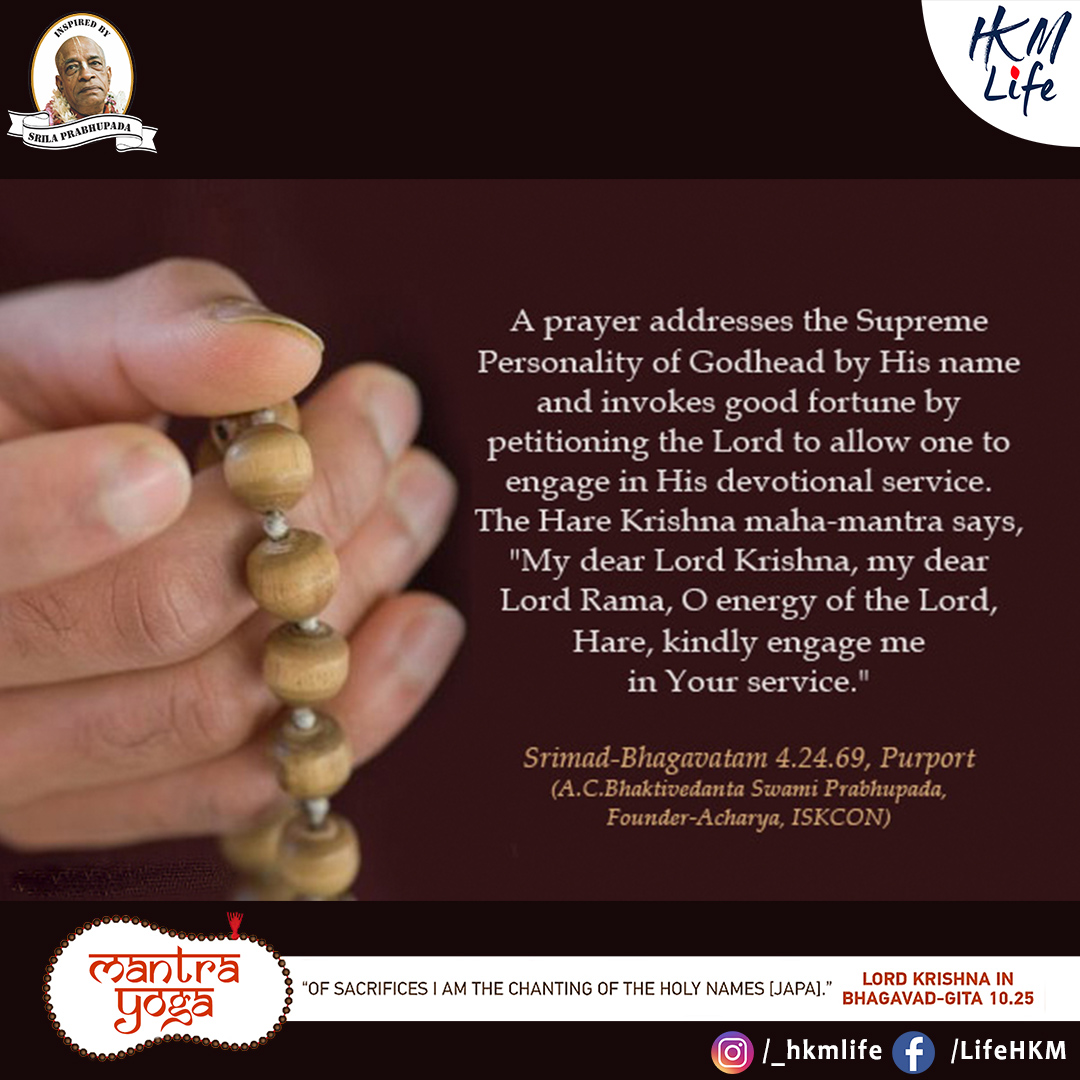 INSPIRED BY
SRILA PRABHUPADA
HKM
Life
A prayer addresses the Supreme
Personality of Godhead by His name
and invokes good fortune by
petitioning the Lord to allow one to
engage in His devotional service.
The Hare Krishna maha-mantra says,
"My dear Lord Krishna, my dear
Lord Rama, O energy of the Lord,
Hare, kindly engage me
in Your service."
Srimad-Bhagavatam 4.24.69, Purport
(A.C.Bhaktivedanta Swami Prabhupada,
Founder-Acharya, ISKCON)
mantra
yoga
“OF SACRIFICES I AM THE CHANTING OF THE HOLY NAMES [JAPA].”
LORD KRISHNA IN
BHAGAVAD-GITA 10.25
/_hkmlife
/LifeHKM